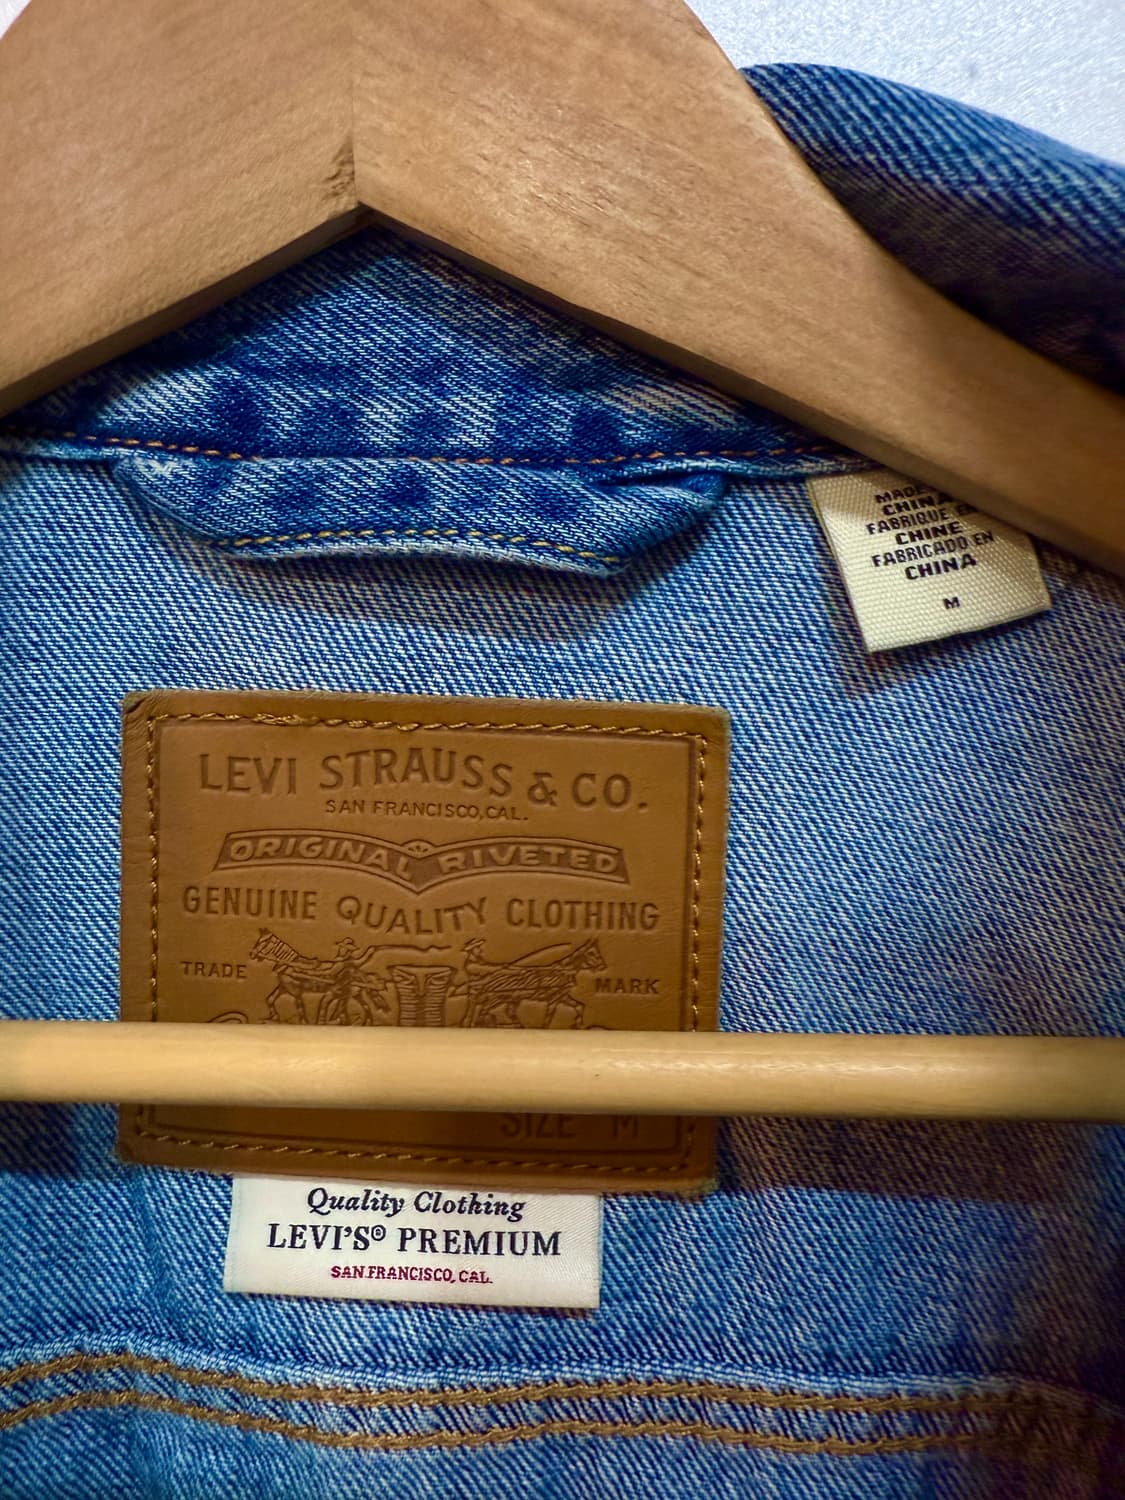 MADE
CHINA
FABRIQUE EN
CHINE
FABRICADO EN
CHINA
M
LEVI STRAUSS & CO.
SAN FRANCISCO, CAL.
ORIGINAL RIVETED
GENUINE QUALITY CLOTHING
TRADE MARK
SIZE M
Quality Clothing
LEVI'S® PREMIUM
SAN FRANCISCO, CAL.